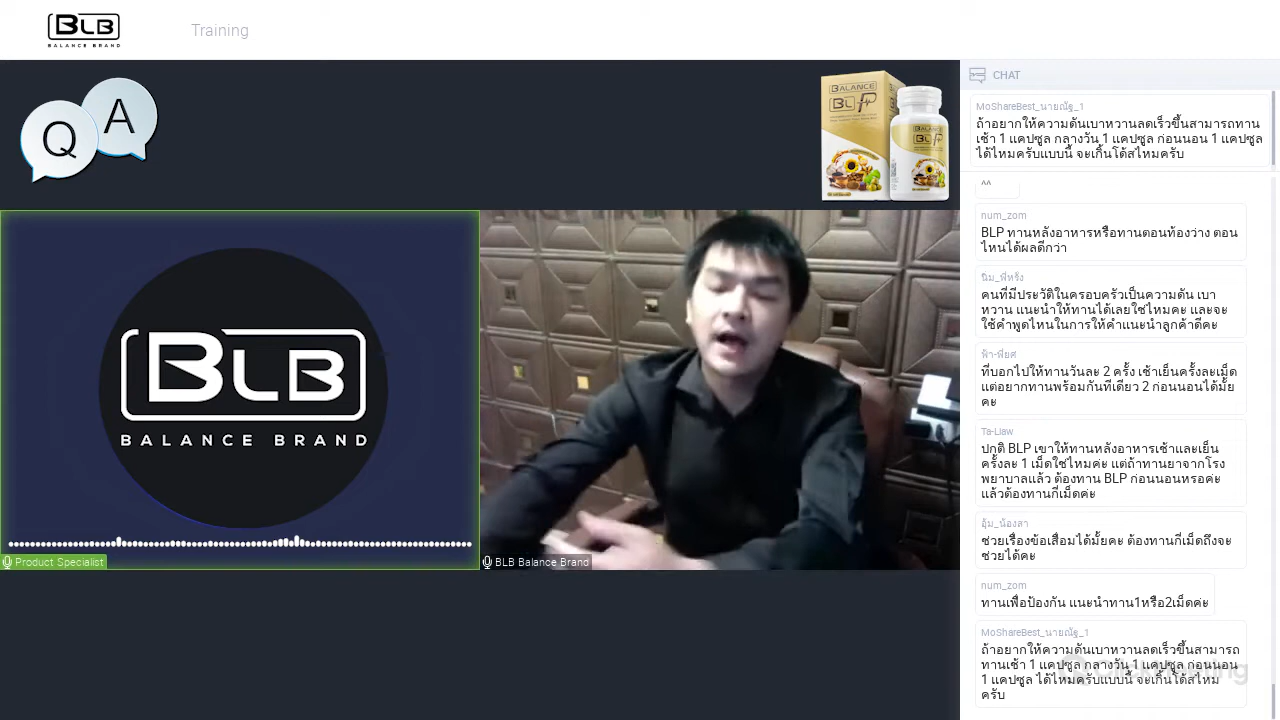 BLB
BALANCE BRAND
Training
Q A
BALANCE
BLP
BALANCE
BLP
BLB
BALANCE BRAND
Product Specialist
BLB Balance Brand
CHAT
MoShareBest_นายณัฐ_1
ถ้าอยากให้ความดันเบาหวานลดเร็วขึ้นสามารถทาน
เช้า 1 แคปซูล กลางวัน 1 แคปซูล ก่อนนอน 1 แคปซูล
ได้ไหมครับแบบนี้ จะเกินโด้สไหมครับ
^^
num_zom
BLP ทานหลังอาหารหรือทานตอนท้องว่าง ตอน
ไหนได้ผลดีกว่า
นิม_พี่หรั่ง
คนที่มีประวัติในครอบครัวเป็นความดัน เบา
หวาน แนะนำให้ทานได้เลยใช่ไหมคะ และจะ
ใช้คำพูดไหนในการให้คำแนะนำลูกค้าดีคะ
ฟ้า-พี่ยศ
ที่บอกไปให้ทานวันละ 2 ครั้ง เช้าเย็นครั้งละเม็ด
แต่อยากทานพร้อมกันทีเดียว 2 ก่อนนอนได้มั้ย
คะ
Ta-Liaw
ปกติ BLP เขาให้ทานหลังอาหารเช้าและเย็น
ครั้งละ 1 เม็ดใช่ไหมค่ะ แต่ถ้าทานยาจากโรง
พยาบาลแล้ว ต้องทาน BLP ก่อนนอนหรอคะ
แล้วต้องทานกี่เม็ดคะ
อุ้ม_น้องลา
ช่วยเรื่องข้อเสื่อมได้มั้ยคะ ต้องทานกี่เม็ดถึงจะ
ช่วยได้คะ
num_zom
ทานเพื่อป้องกัน แนะนำทาน1หรือ2เม็ดค่ะ
MoShareBest_นายณัฐ_1
ถ้าอยากให้ความดันเบาหวานลดเร็วขึ้นสามารถ
ทานเช้า 1 แคปซูล กลางวัน 1 แคปซูล ก่อนนอน
1 แคปซูล ได้ไหมครับแบบนี้ จะเกินโด้สไหม
ครับ